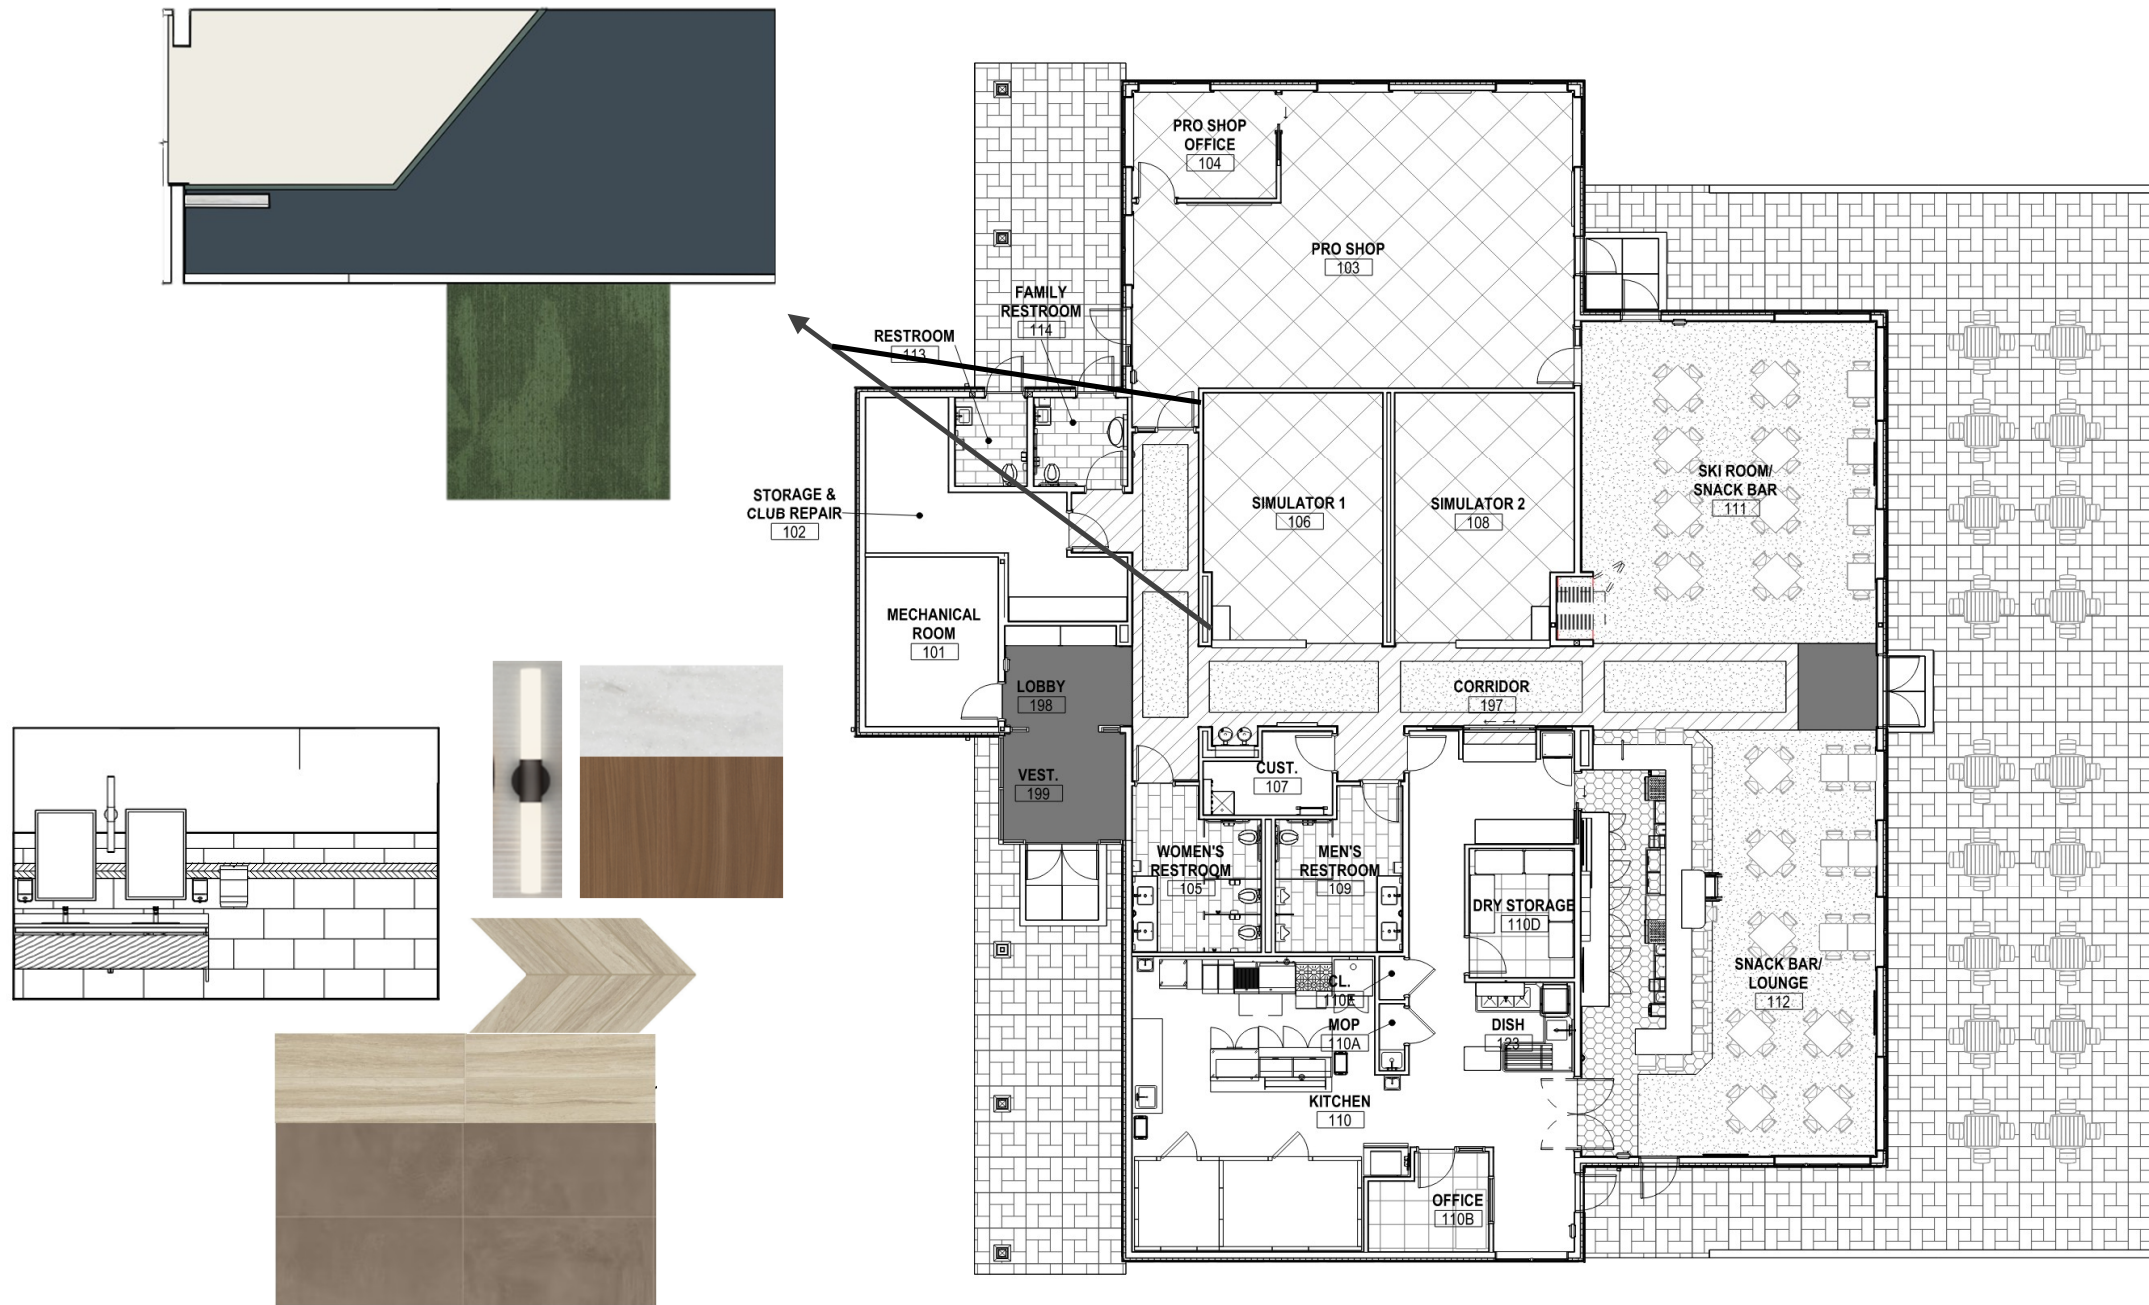 PRO SHOP
OFFICE
104
PRO SHOP
103
FAMILY
RESTROOM
114
RESTROOM
113
STORAGE &
CLUB REPAIR
102
SIMULATOR 1
106
SIMULATOR 2
108
SKI ROOM/
SNACK BAR
111
MECHANICAL
ROOM
101
LOBBY
198
CORRIDOR
197
VEST.
199
CUST.
107
WOMEN'S
RESTROOM
105
MEN'S
RESTROOM
109
DRY STORAGE
110D
SNACK BAR/
LOUNGE
112
CL.
110E
MOP
110A
DISH
123
KITCHEN
110
OFFICE
110B